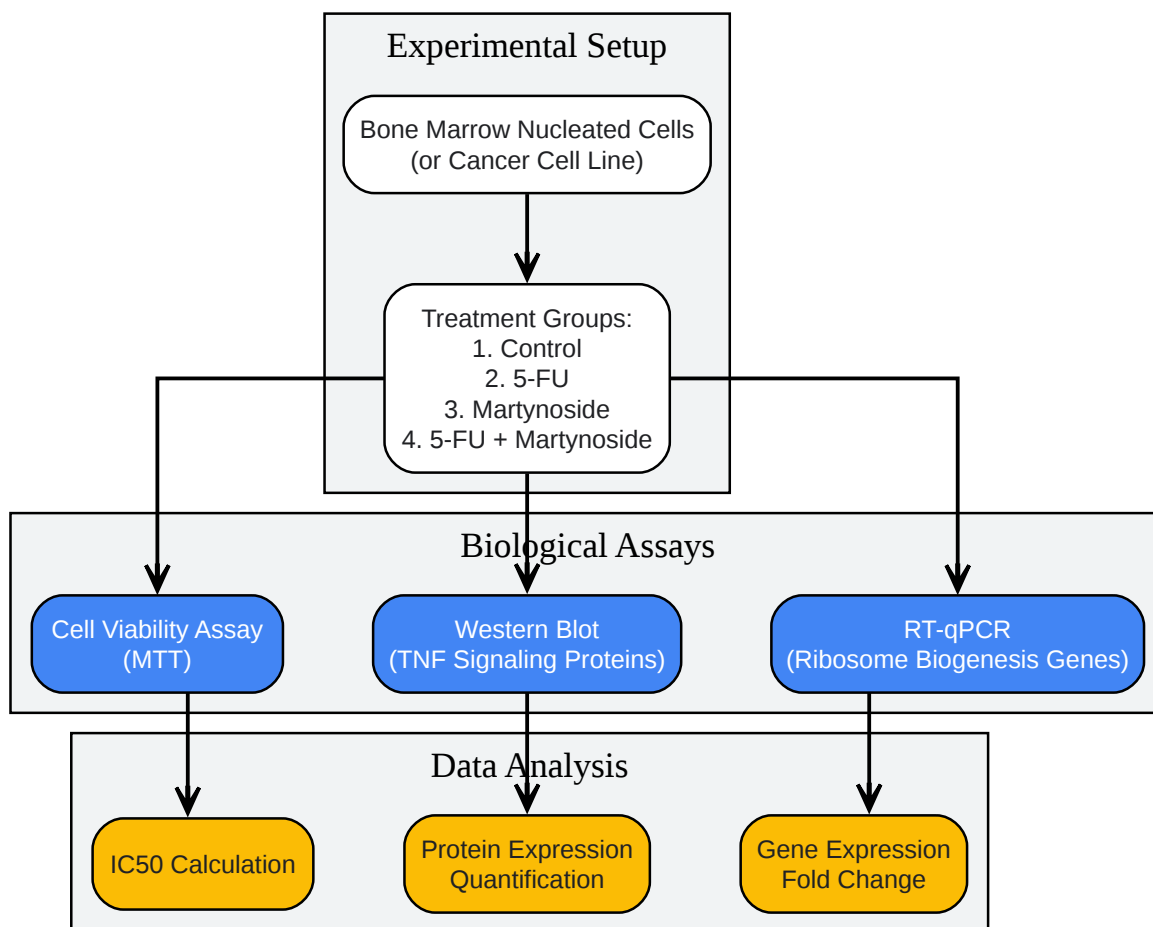 Experimental Setup
Bone Marrow Nucleated Cells
(or Cancer Cell Line)
Treatment Groups:
1. Control
2. 5-FU
3. Martynoside
4. 5-FU + Martynoside
Biological Assays
Cell Viability Assay
(MTT)
Western Blot
(TNF Signaling Proteins)
RT-qPCR
(Ribosome Biogenesis Genes)
Data Analysis
IC50 Calculation
Protein Expression
Quantification
Gene Expression
Fold Change